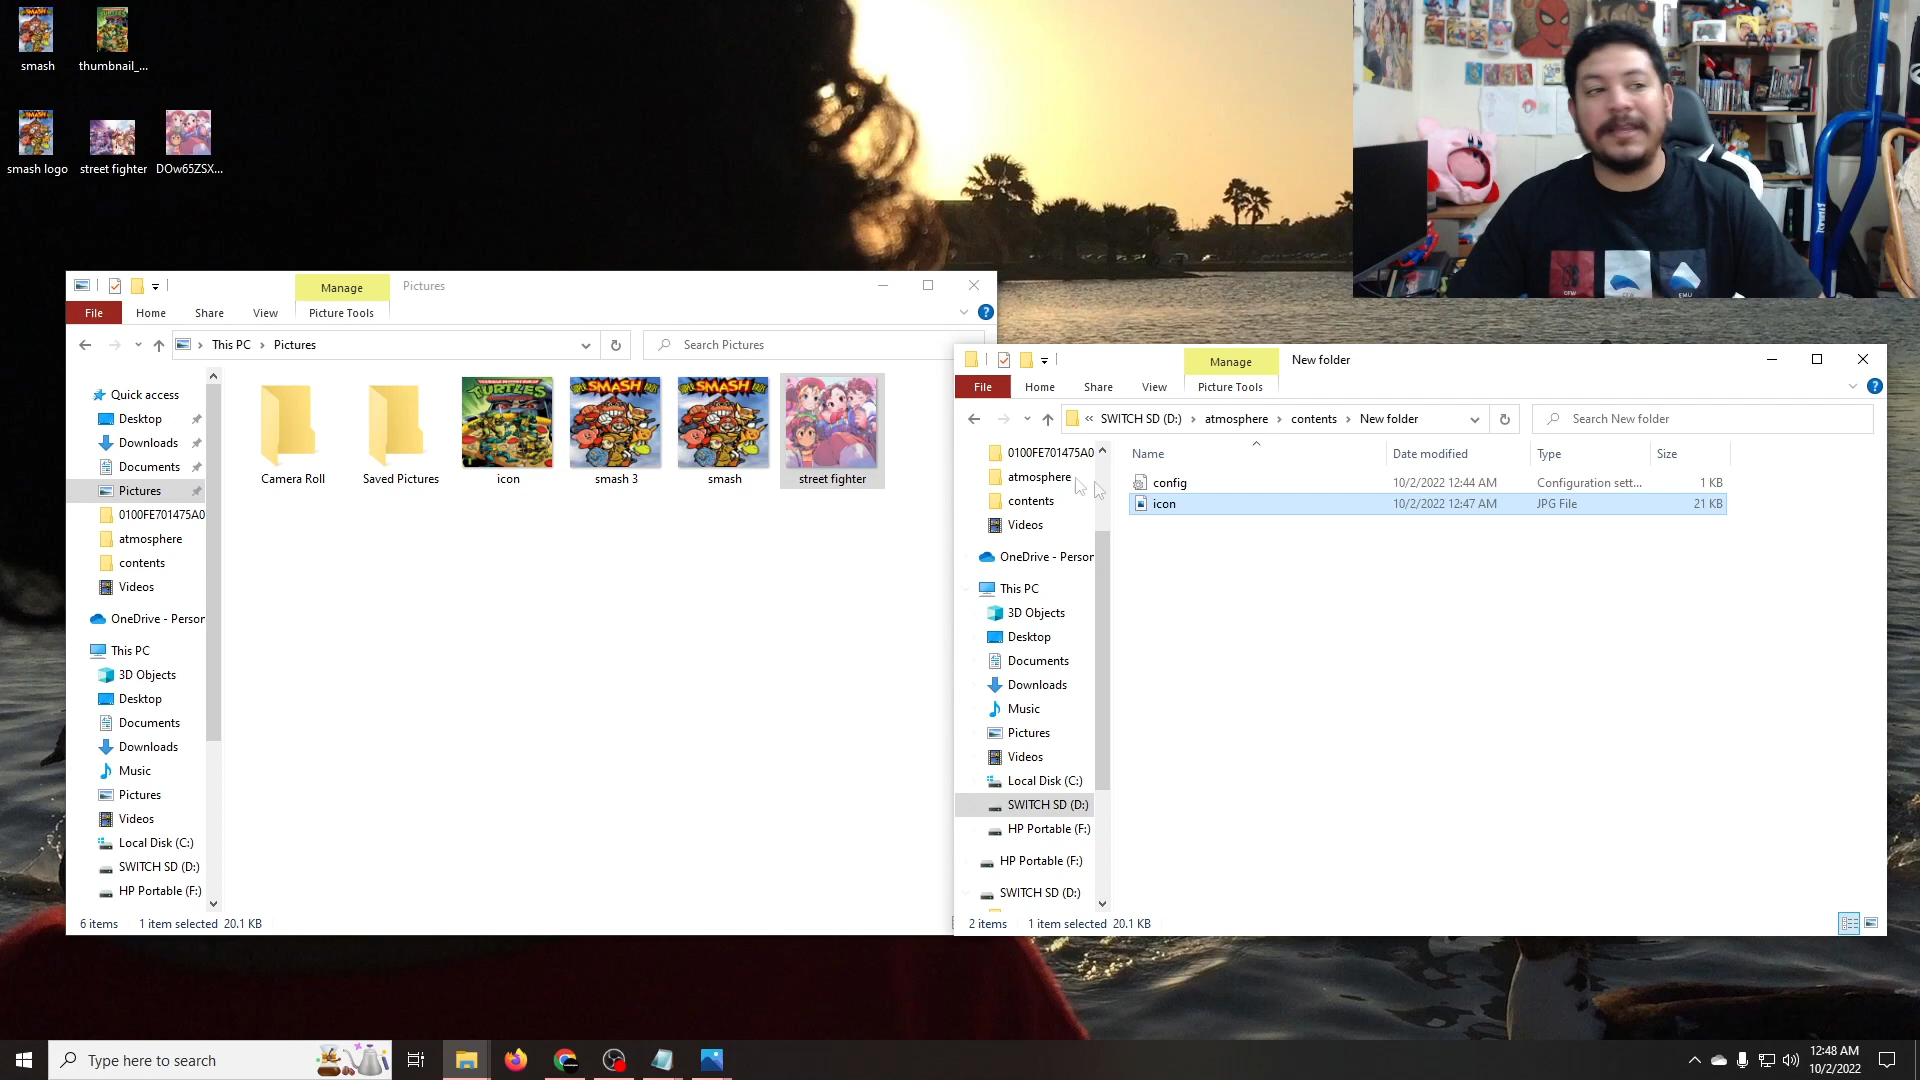 smash
thumbnail_...
smash logo
street fighter
DOw65ZSX...
Manage
Pictures
File
Home
Share
View
Picture Tools
This PC
Pictures
Search Pictures
Quick access
Desktop
Downloads
Documents
Pictures
0100FE701475A0
atmosphere
contents
Videos
OneDrive - Person
This PC
3D Objects
Desktop
Documents
Downloads
Music
Pictures
Videos
Local Disk (C:)
SWITCH SD (D:)
HP Portable (F:)
TURTLES
SMASH
SMASH
Camera Roll
Saved Pictures
icon
smash 3
smash
street fighter
6 items
1 item selected 20.1 KB
Manage
New folder
File
Home
Share
View
Picture Tools
« SWITCH SD (D:)
atmosphere
contents
New folder
Search New folder
0100FE701475A0
atmosphere
contents
Videos
OneDrive - Person
This PC
3D Objects
Desktop
Documents
Downloads
Music
Pictures
Videos
Local Disk (C:)
SWITCH SD (D:)
HP Portable (F:)
HP Portable (F:)
SWITCH SD (D:)
Name
Date modified
Type
Size
config
10/2/2022 12:44 AM
Configuration sett...
1 KB
icon
10/2/2022 12:47 AM
JPG File
21 KB
2 items
1 item selected 20.1 KB
CFW
EMU
Type here to search
12:48 AM
10/2/2022